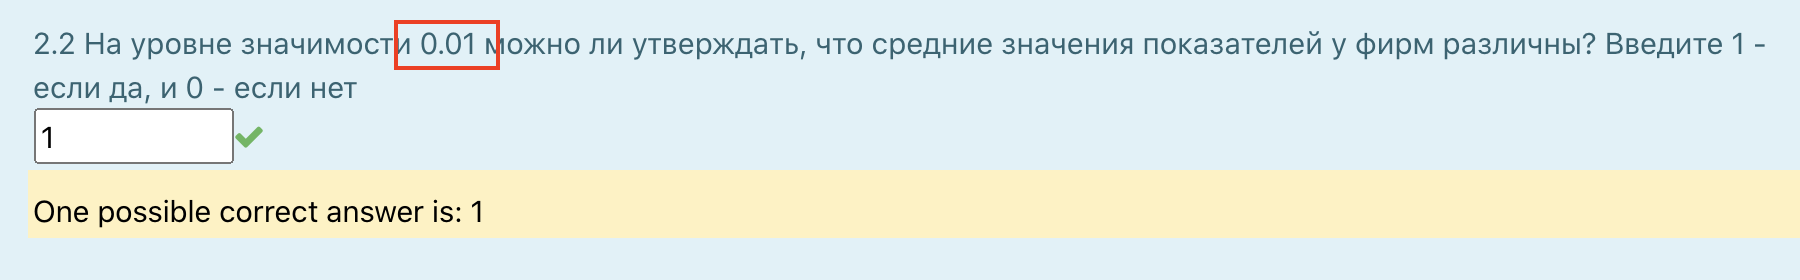 2.2 На уровне значимости 0.01 можно ли утверждать, что средние значения показателей у фирм различны? Введите 1 -
если да, и 0 - если нет
1
One possible correct answer is: 1